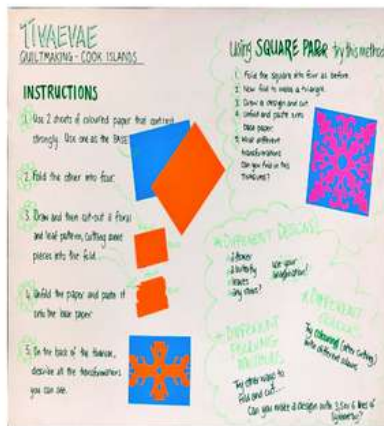 TIVAEVAE
QUILTMAKING - COOK ISLANDS
INSTRUCTIONS
1. Use 2 sheets of coloured paper that contrast
strongly. Use one as the BASE
2. Fold the other into four.
3. Draw and then cut-out a floral
and leaf pattern, cutting some
pieces into the fold.
4. Unfold the paper and paste it
onto the base paper
5. On the back of the tivaevae,
describe all the transformations
you can see.
Using SQUARE PAPER try this method
1. Fold the square into four as before.
2. Now fold to make a triangle.
3. Draw a design and cut
4. Unfold and paste onto
base paper.
5. What different
transformations
can you find in this
TIVAEVAE?
DIFFERENT DESIGNS!
a flower
a butterfly
leaves
any others?
use your
imagination!
DIFFERENT
COLOURS
Try colouring (after cutting)
with different colours
DIFFERENT
FOLDING
METHODS
Try other ways to
fold and cut...
Can you make a design with 3, 5 or 6 lines of
symmetry?